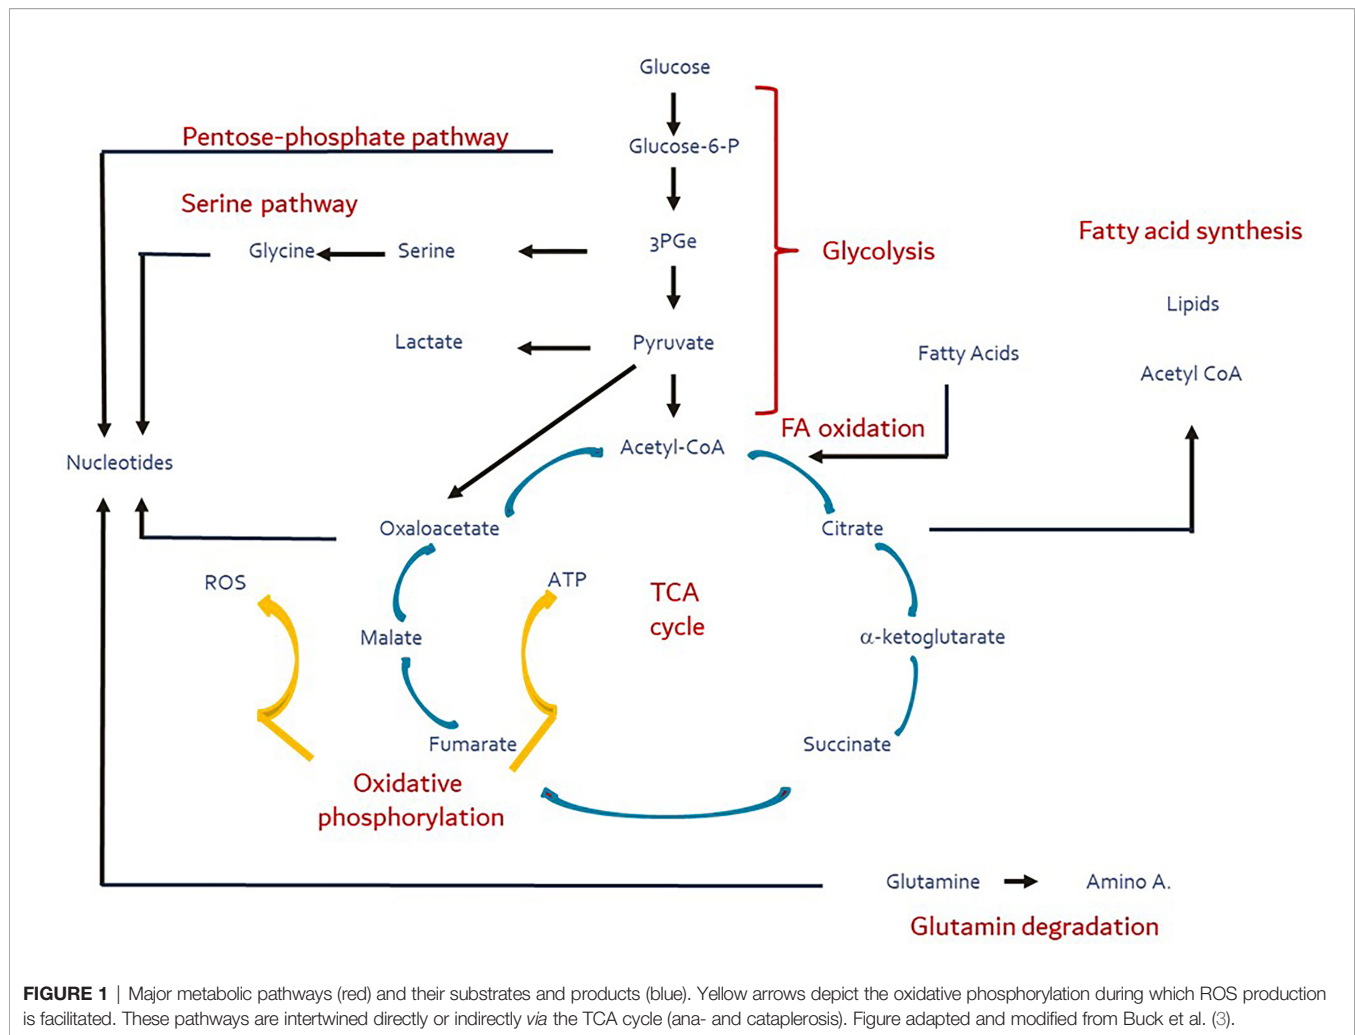 Glucose
Pentose-phosphate pathway
Glucose-6-P
Serine pathway
Glycine
Serine
3PGe
Glycolysis
Fatty acid synthesis
Lipids
Lactate
Pyruvate
Fatty Acids
Acetyl CoA
FA oxidation
Acetyl-CoA
Nucleotides
Oxaloacetate
Citrate
ROS
ATP
TCA
cycle
Malate
α-ketoglutarate
Fumarate
Succinate
Oxidative
phosphorylation
Glutamine
Amino A.
Glutamin degradation
FIGURE 1 | Major metabolic pathways (red) and their substrates and products (blue). Yellow arrows depict the oxidative phosphorylation during which ROS production
is facilitated. These pathways are intertwined directly or indirectly via the TCA cycle (ana- and cataplerosis). Figure adapted and modified from Buck et al. (3).